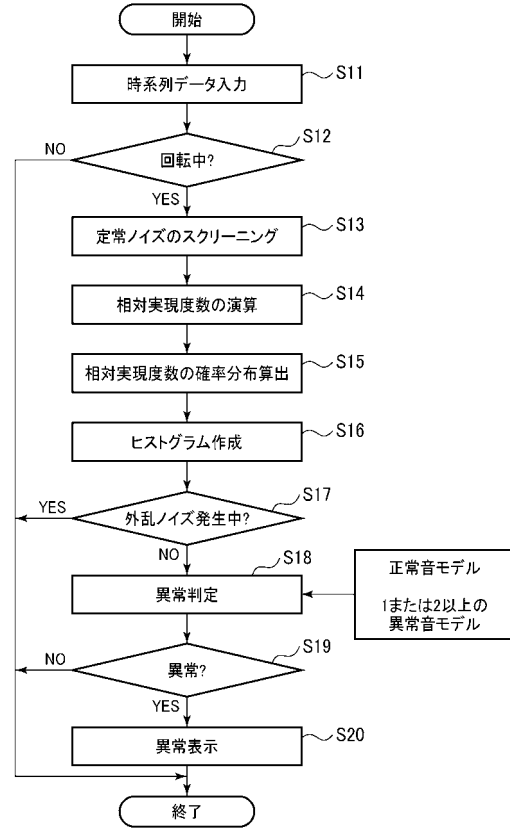 開始
時系列データ入力
S11
回転中?
S12
NO
YES
定常ノイズのスクリーニング
S13
相対実現度数の演算
S14
相対実現度数の確率分布算出
S15
ヒストグラム作成
S16
外乱ノイズ発生中?
S17
YES
NO
異常判定
S18
正常音モデル
1または2以上の
異常音モデル
異常?
S19
NO
YES
異常表示
S20
終了